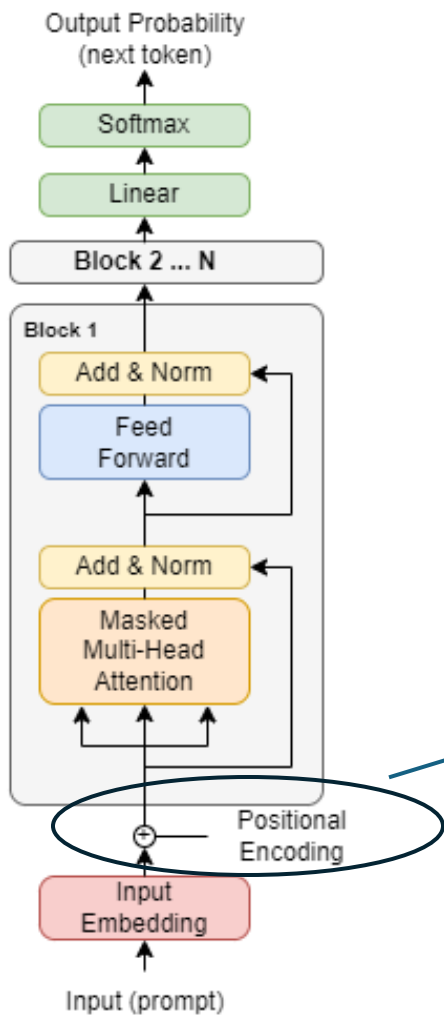 Output Probability
(next token)
Softmax
Linear
Block 2 ... N
Block 1
Add & Norm
Feed
Forward
Add & Norm
Masked
Multi-Head
Attention
Positional
Encoding
Input
Embedding
Input (prompt)